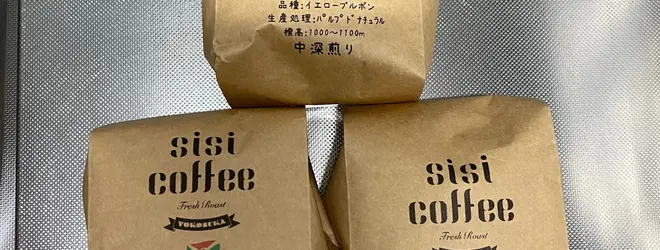 品種:イエローブルボン
生産処理:パルプドナチュラル
標高:1000〜1100m
中深煎り
sisi
coffee
Fresh Roast
YOKOSUKA
sisi
coffee
Fresh Roast